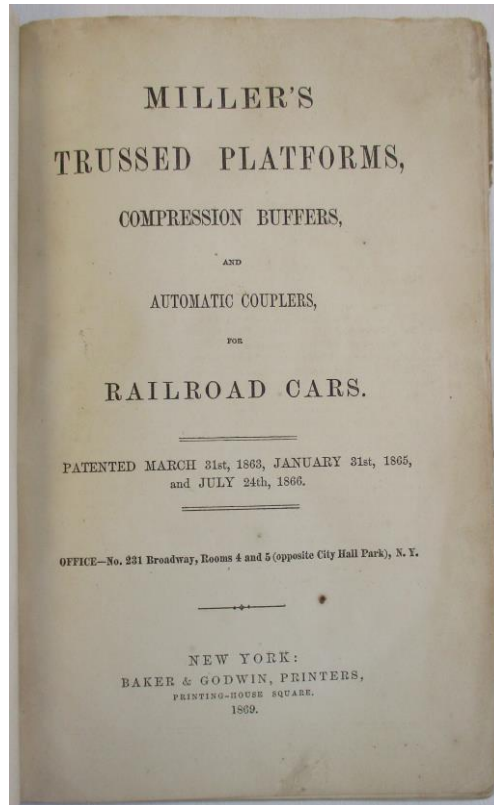 MILLER'S
TRUSSED PLATFORMS,
COMPRESSION BUFFERS,
AND
AUTOMATIC COUPLERS,
FOR
RAILROAD CARS.
PATENTED MARCH 31st, 1863, JANUARY 31st, 1865,
and JULY 24th, 1866.
OFFICE—No. 231 Broadway, Rooms 4 and 5 (opposite City Hall Park), N. Y.
NEW YORK:
BAKER & GODWIN, PRINTERS,
PRINTING-HOUSE SQUARE.
1869.